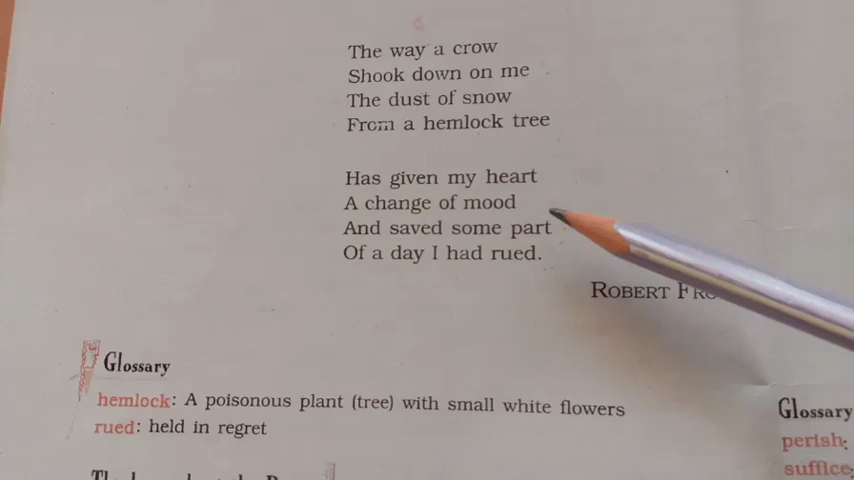 The way a crow
Shook down on me
The dust of snow
From a hemlock tree
Has given my heart
A change of mood
And saved some part
Of a day I had rued.
ROBERT
Glossary
hemlock: A poisonous plant (tree) with small white flowers
rued: held in regret
Glossary
perish:
suffice: